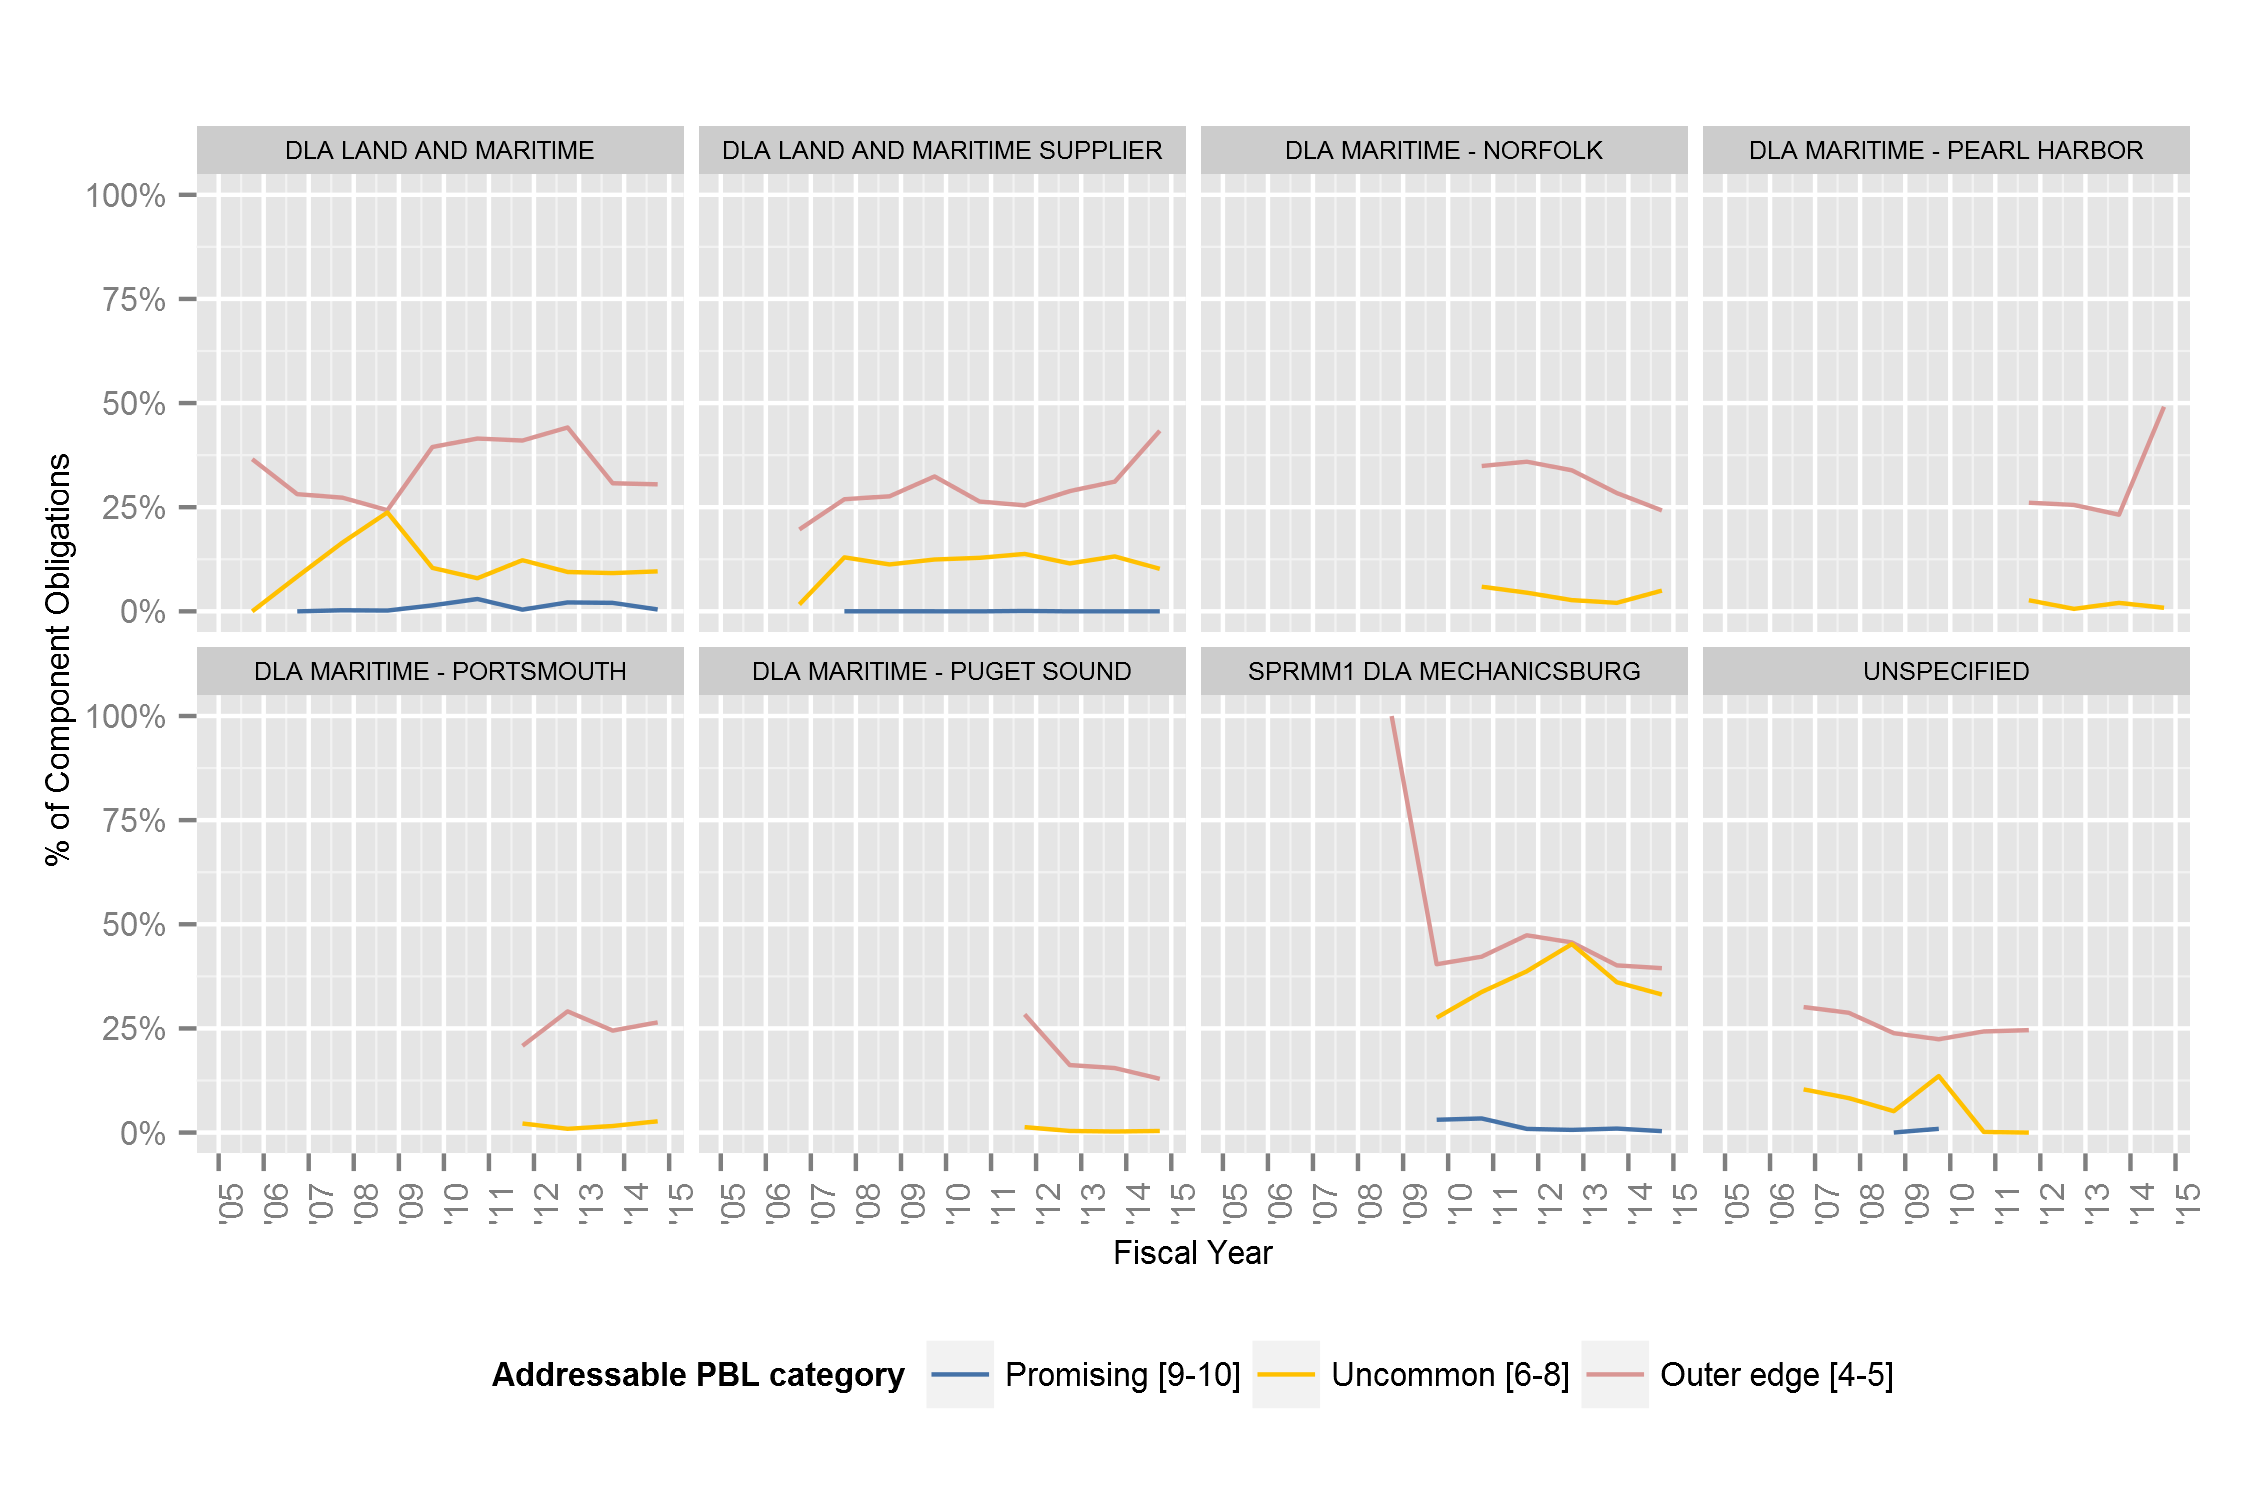 DLA LAND AND MARITIME
DLA LAND AND MARITIME SUPPLIER
DLA MARITIME - NORFOLK
DLA MARITIME - PEARL HARBOR
100%
75%
50%
25%
0%
DLA MARITIME - PORTSMOUTH
DLA MARITIME - PUGET SOUND
SPRMM1 DLA MECHANICSBURG
UNSPECIFIED
100%
75%
50%
25%
0%
% of Component Obligations
'05 '06 '07 '08 '09 '10 '11 '12 '13 '14 '15
'05 '06 '07 '08 '09 '10 '11 '12 '13 '14 '15
'05 '06 '07 '08 '09 '10 '11 '12 '13 '14 '15
'05 '06 '07 '08 '09 '10 '11 '12 '13 '14 '15
Fiscal Year
Addressable PBL category Promising [9-10] Uncommon [6-8] Outer edge [4-5]